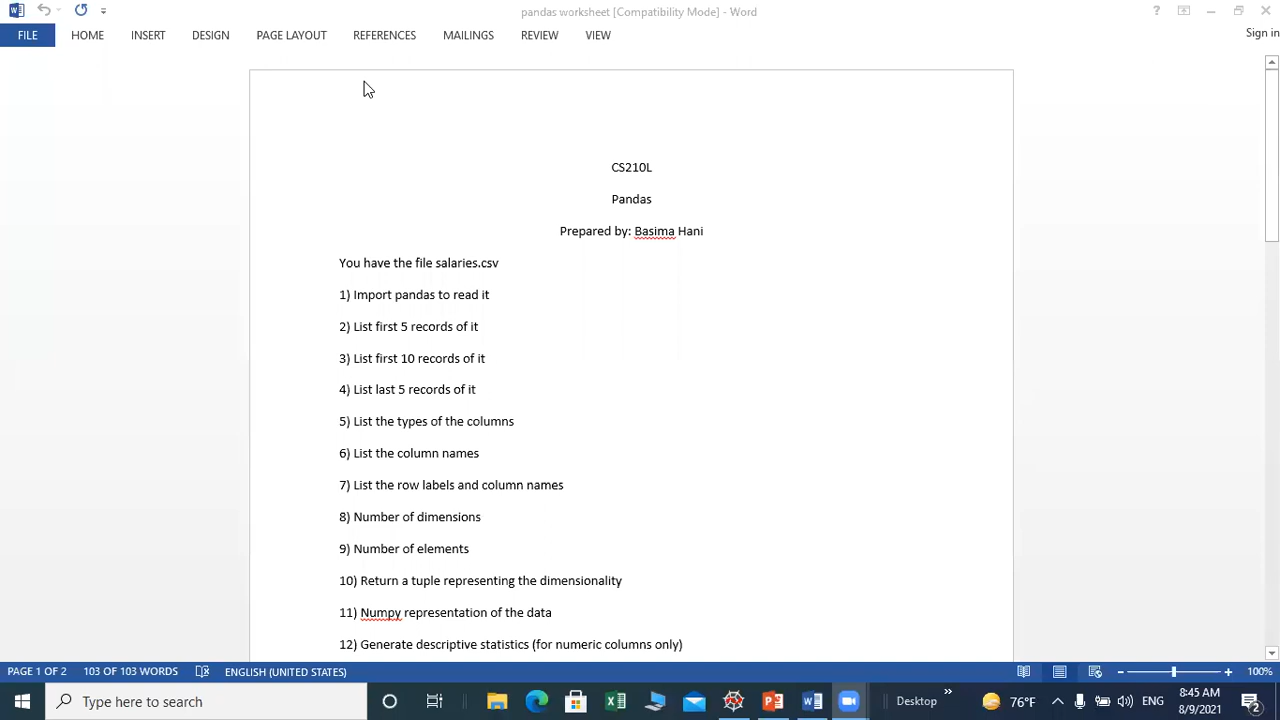 pandas worksheet [Compatibility Mode] - Word
?
FILE HOME INSERT DESIGN PAGE LAYOUT REFERENCES MAILINGS REVIEW VIEW
Sign in
CS210L
Pandas
Prepared by: Basima Hani
You have the file salaries.csv
1) Import pandas to read it
2) List first 5 records of it
3) List first 10 records of it
4) List last 5 records of it
5) List the types of the columns
6) List the column names
7) List the row labels and column names
8) Number of dimensions
9) Number of elements
10) Return a tuple representing the dimensionality
11) Numpy representation of the data
12) Generate descriptive statistics (for numeric columns only)
PAGE 1 OF 2 103 OF 103 WORDS ENGLISH (UNITED STATES) 100%
Type here to search
Desktop
76°F
ENG
8:45 AM
8/9/2021
2